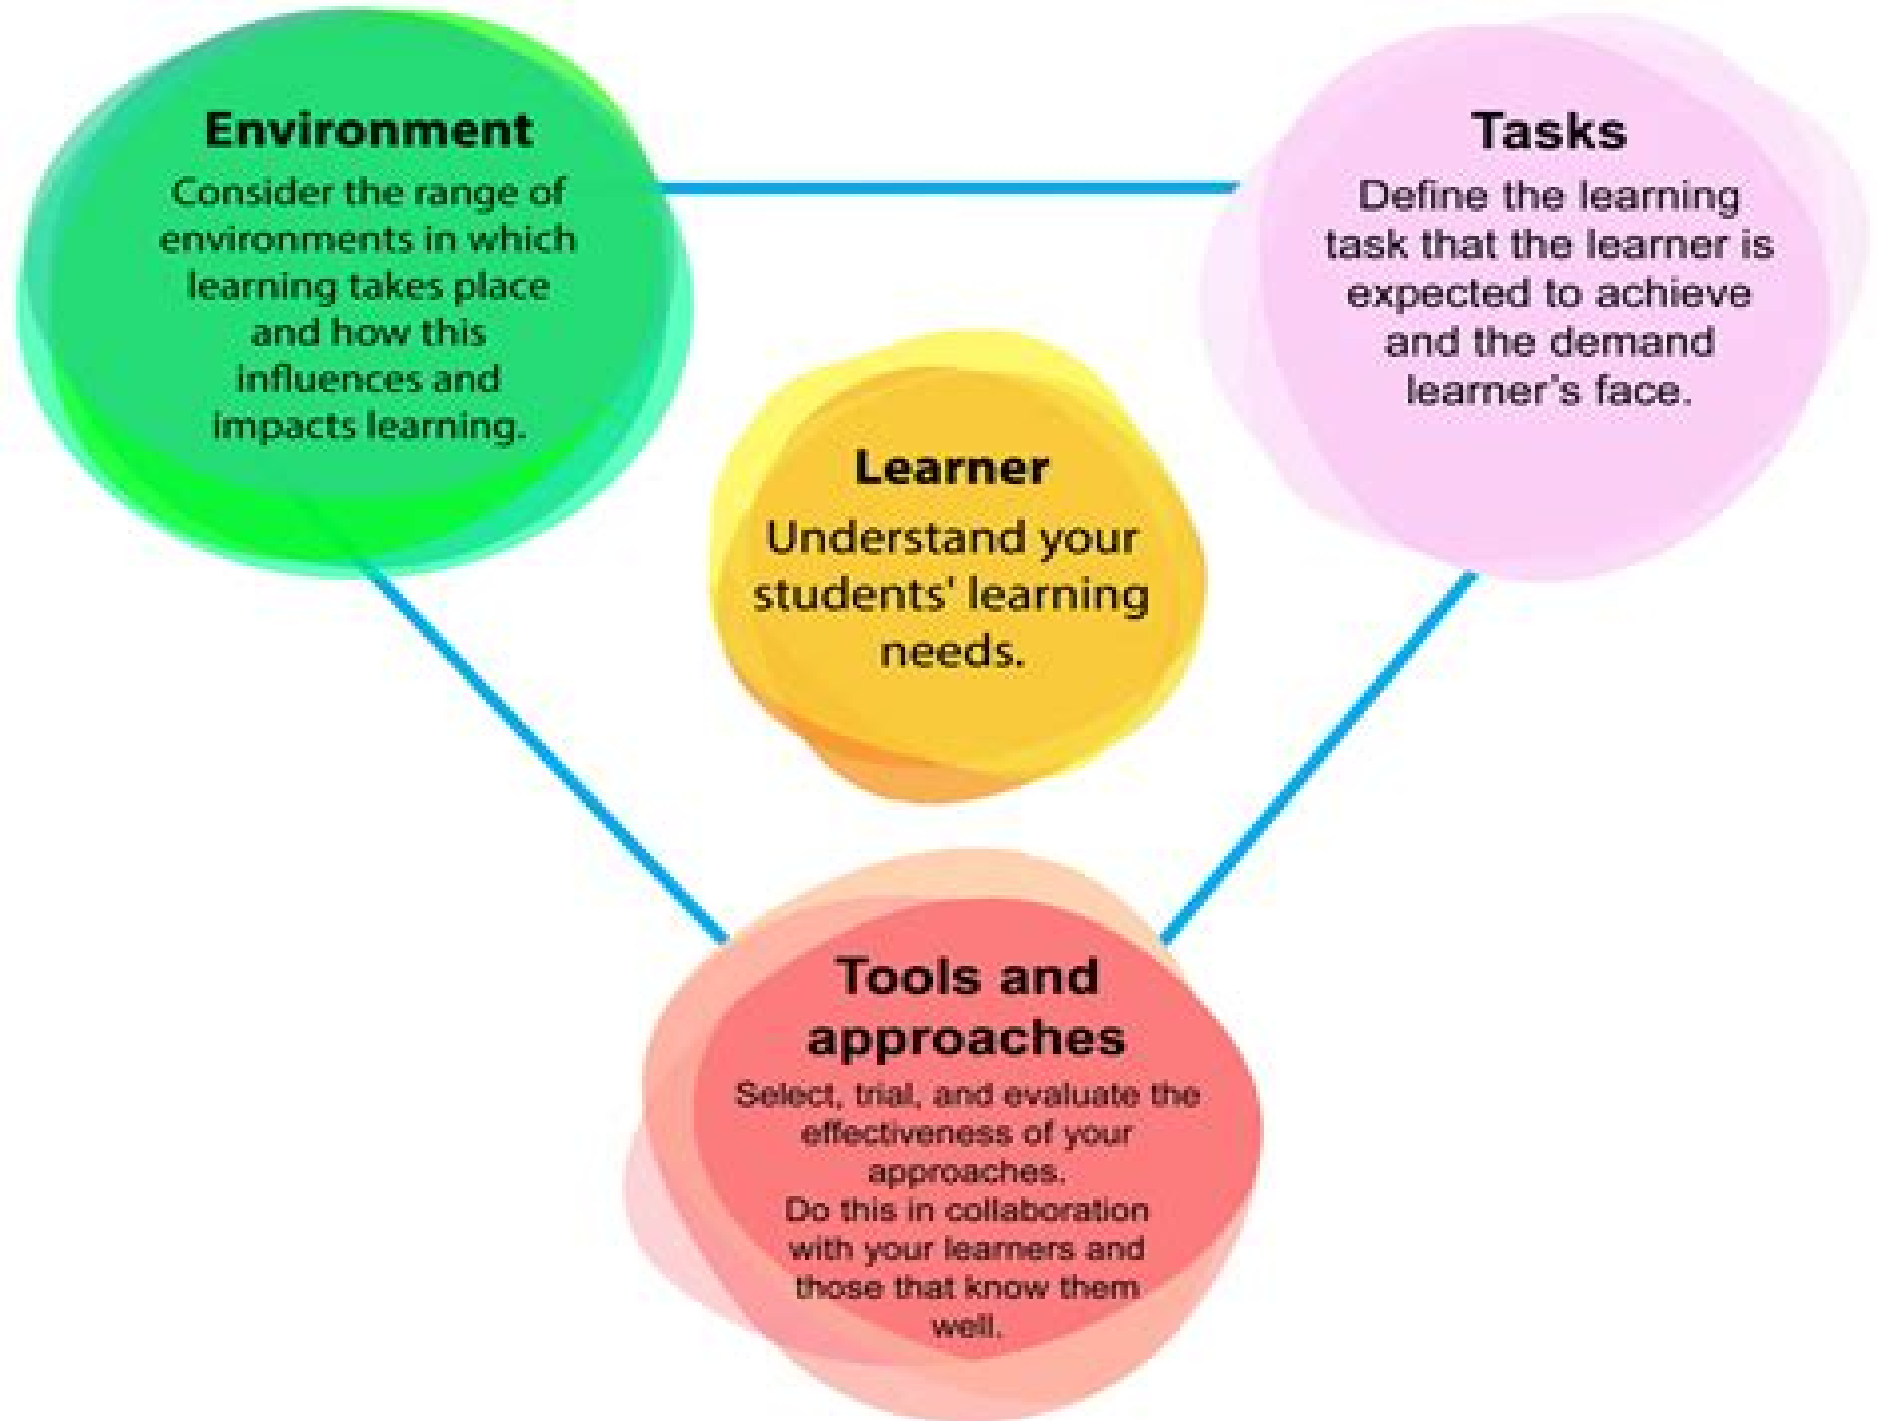 Environment
Consider the range of
environments in which
learning takes place
and how this
influences and
impacts learning.
Tasks
Define the learning
task that the learner is
expected to achieve
and the demand
learner's face.
Learner
Understand your
students' learning
needs.
Tools and
approaches
Select, trial, and evaluate the
effectiveness of your
approaches.
Do this in collaboration
with your learners and
those that know them
well.